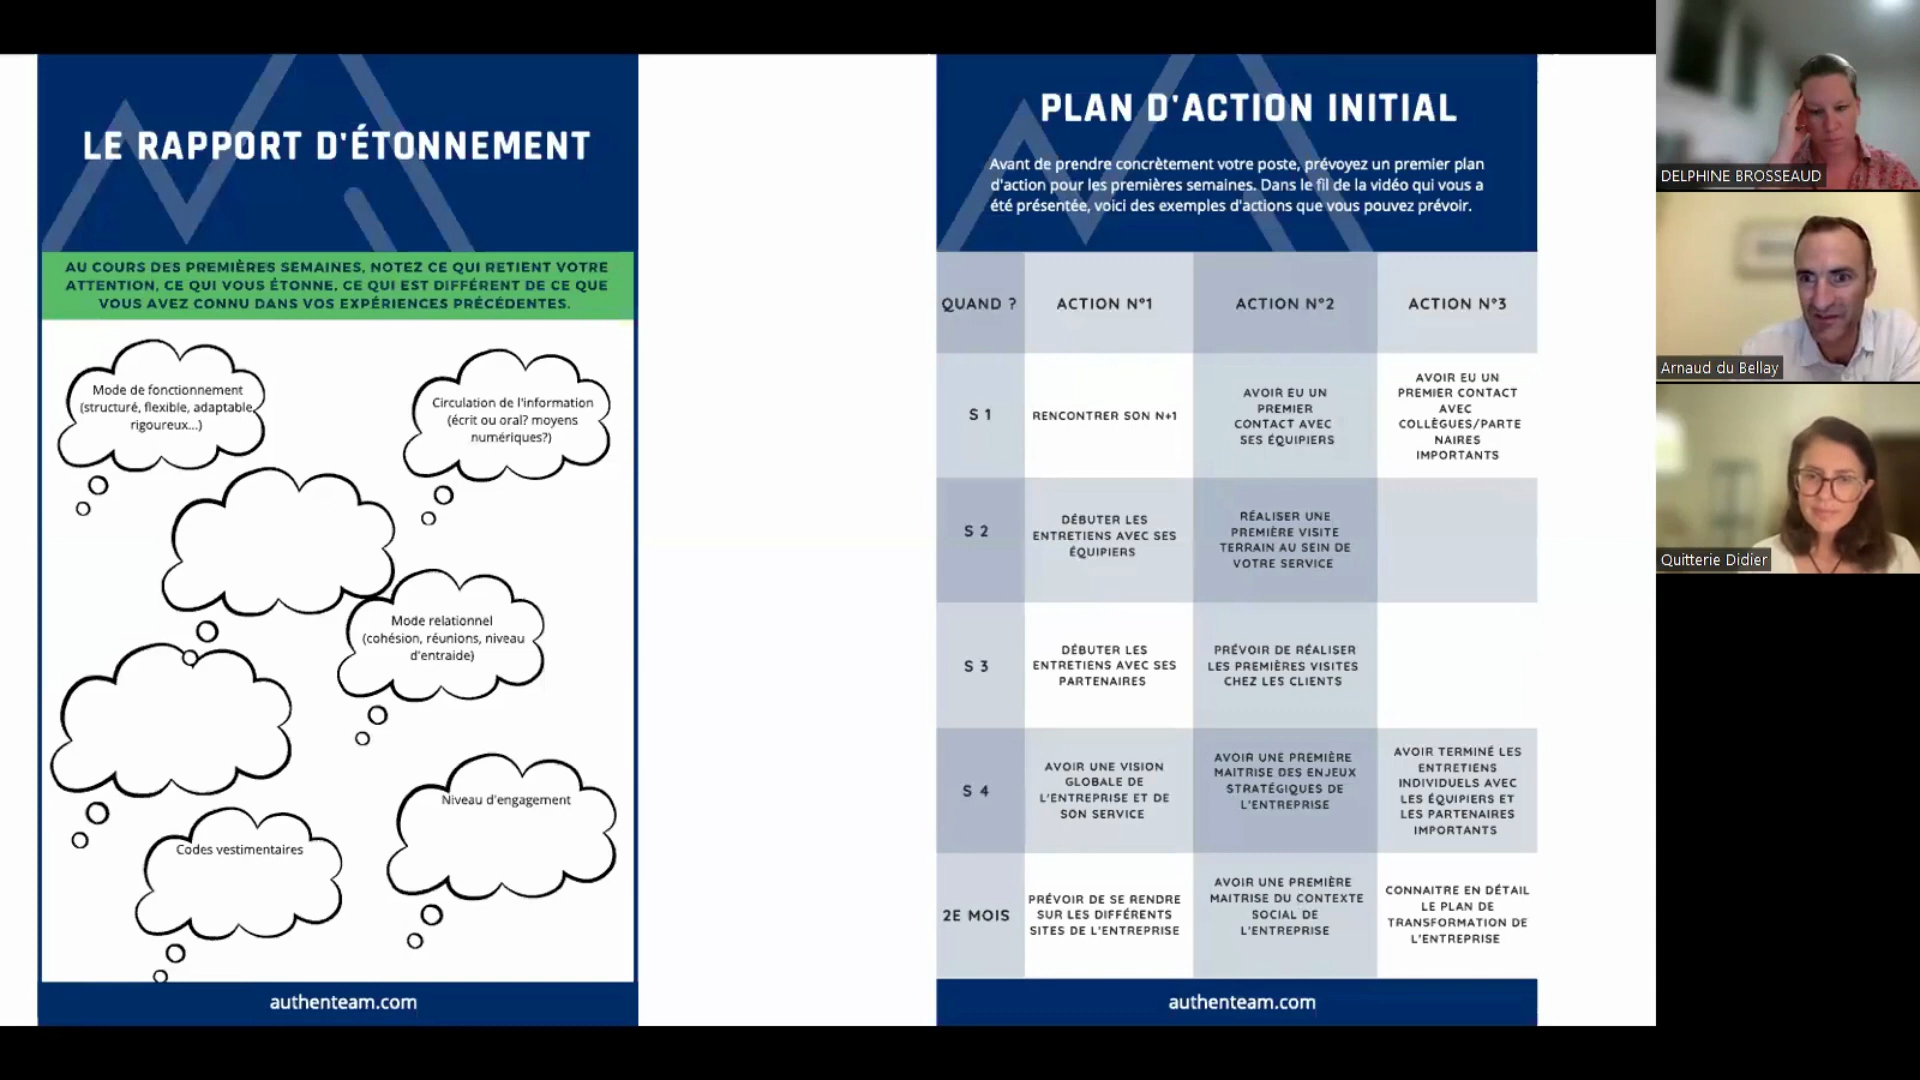 LE RAPPORT D'ÉTONNEMENT
AU COURS DES PREMIÈRES SEMAINES, NOTEZ CE QUI RETIENT VOTRE
ATTENTION, CE QUI VOUS ÉTONNE, CE QUI EST DIFFÉRENT DE CE QUE
VOUS AVEZ CONNU DANS VOS EXPÉRIENCES PRÉCÉDENTES.
Mode de fonctionnement
(structuré, flexible, adaptable,
rigoureux...)
Circulation de l'information
(écrit ou oral? moyens
numériques?)
Mode relationnel
(cohésion, réunions, niveau
d'entraide)
Niveau d'engagement
Codes vestimentaires
authenteam.com
PLAN D'ACTION INITIAL
Avant de prendre concrètement votre poste, prévoyez un premier plan
d'action pour les premières semaines. Dans le fil de la vidéo qui vous a
été présentée, voici des exemples d'actions que vous pouvez prévoir.
QUAND ?
ACTION N°1
ACTION N°2
ACTION N°3
S 1
RENCONTRER SON N+1
AVOIR EU UN
PREMIER
CONTACT AVEC
SES ÉQUIPIERS
AVOIR EU UN
PREMIER CONTACT
AVEC
COLLÈGUES/PARTE
NAIRES
IMPORTANTS
S 2
DÉBUTER LES
ENTRETIENS AVEC SES
ÉQUIPIERS
RÉALISER UNE
PREMIÈRE VISITE
TERRAIN AU SEIN DE
VOTRE SERVICE
S 3
DÉBUTER LES
ENTRETIENS AVEC SES
PARTENAIRES
PRÉVOIR DE RÉALISER
LES PREMIÈRES VISITES
CHEZ LES CLIENTS
S 4
AVOIR UNE VISION
GLOBALE DE
L'ENTREPRISE ET DE
SON SERVICE
AVOIR UNE PREMIÈRE
MAITRISE DES ENJEUX
STRATÉGIQUES DE
L'ENTREPRISE
AVOIR TERMINÉ LES
ENTRETIENS
INDIVIDUELS AVEC
LES ÉQUIPIERS ET
LES PARTENAIRES
IMPORTANTS
2E MOIS
PRÉVOIR DE SE RENDRE
SUR LES DIFFÉRENTS
SITES DE L'ENTREPRISE
AVOIR UNE PREMIÈRE
MAITRISE DU CONTEXTE
SOCIAL DE
L'ENTREPRISE
CONNAITRE EN DÉTAIL
LE PLAN DE
TRANSFORMATION DE
L'ENTREPRISE
authenteam.com
DELPHINE BROSSEAUD
Arnaud du Bellay
Quitterie Didier